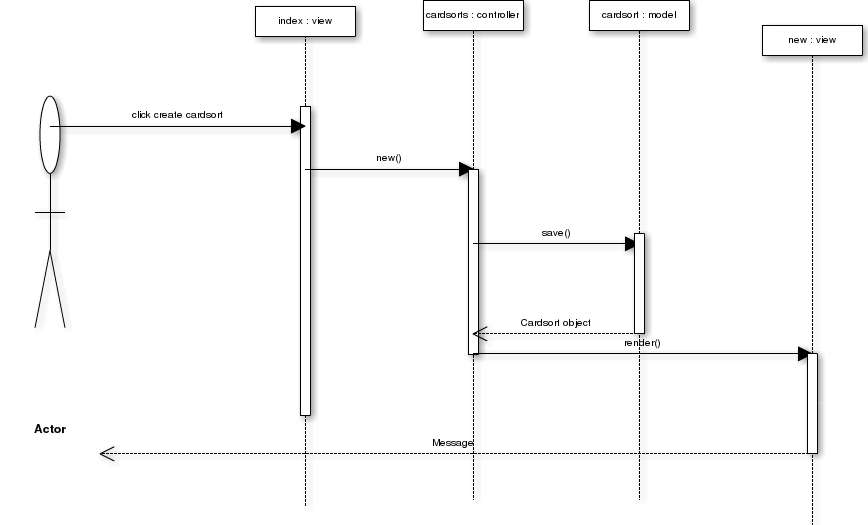 index : view
cardsorts : controller
cardsort : model
new : view
click create cardsort
new()
save()
Cardsort object
render()
Actor
Message